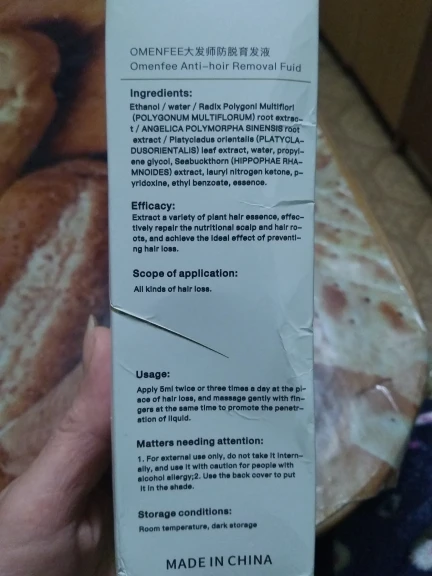 OMENFEE大发师防脱育发液
Omenfee Anti-hoir Removal Fuid
Ingredients:
Ethanol / water / Radix Polygoni Multiflori
(POLYGONUM MULTIFLORUM) root extrac-
t / ANGELICA POLYMORPHA SINENSIS root
extract / Platycladus orientalis (PLATYCLA-
DUSORIENTALIS) leaf extract, water, propyl-
ene glycol, Seabuckthorn (HIPPOPHAE RHA-
MNOIDES) extract, lauryl nitrogen ketone, p-
yridoxine, ethyl benzoate, essence.
Efficacy:
Extract a variety of plant hair essence, effec-
tively repair the nutritional scalp and hair ro-
ots, and achieve the ideal effect of preventi-
ng hair loss.
Scope of application:
All kinds of hair loss.
Usage:
Apply 5ml twice or three times a day at the pl-
ace of hair loss, and massage gently with fin-
gers at the same time to promote the penetr-
ation of liquid.
Matters needing attention:
1. For external use only, do not take it intern-
ally, and use it with caution for people with
alcohol allergy;2. Use the back cover to put
it in the shade.
Storage conditions:
Room temperature, dark storage
MADE IN CHINA